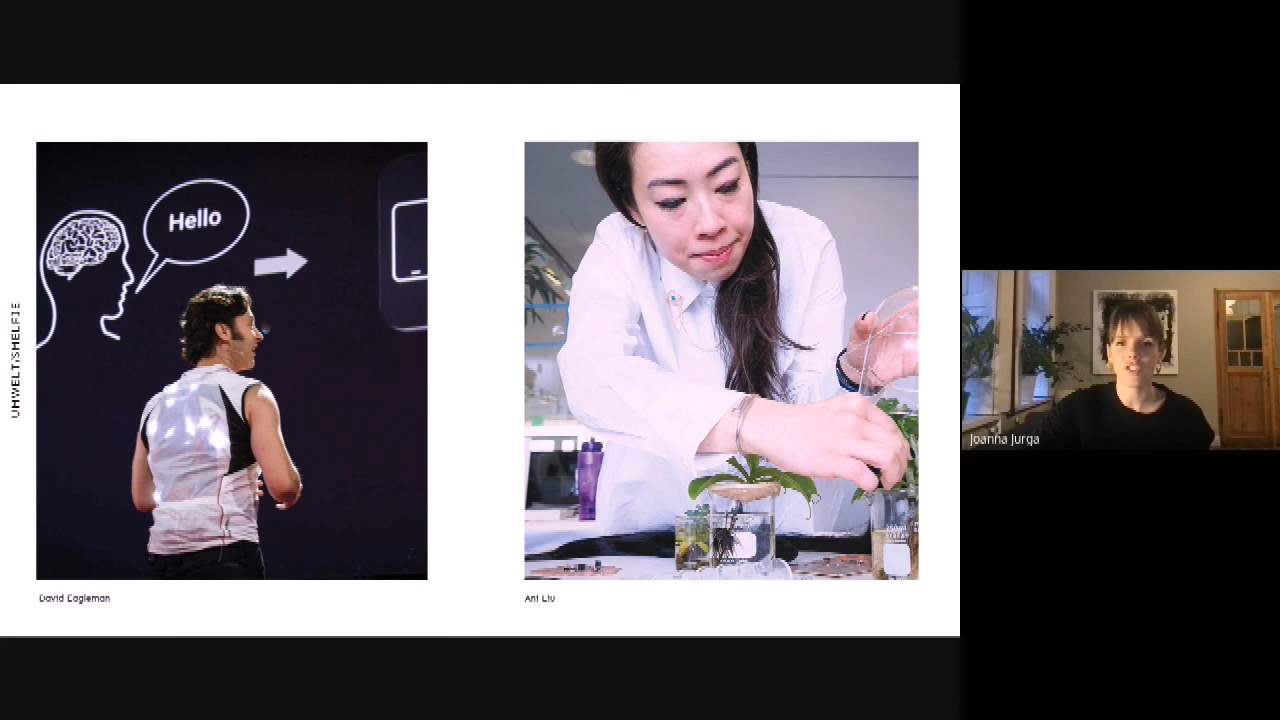 UMWELT/SHELFIE
Hello
David Eagleman
Ani Liu
Joanna Jurga